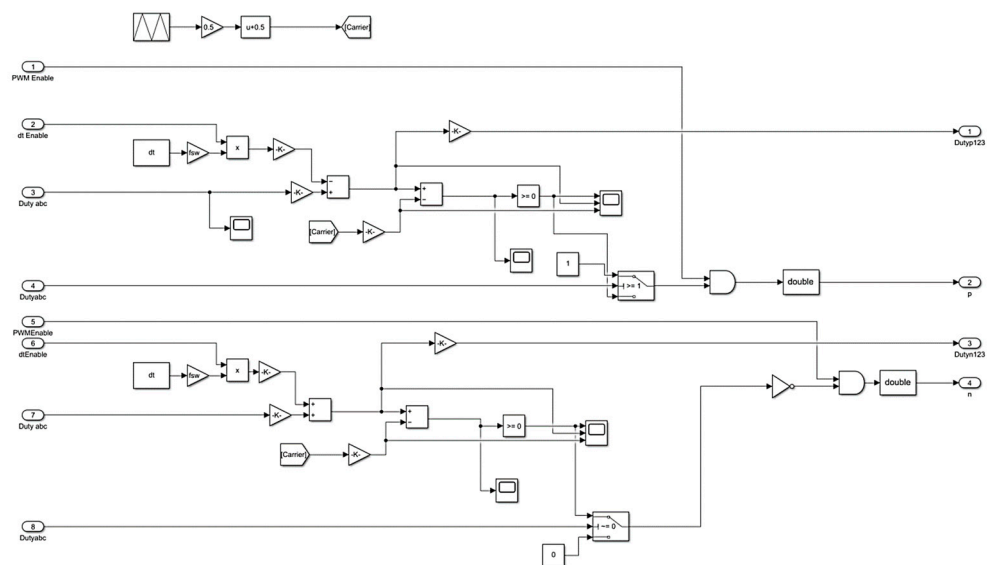 0.5
u+0.5
[Carrier]
1
PWM Enable
2
dt Enable
dt
fsw
x
-K-
-K-
1
Dutyp123
3
Duty abc
-K-
−
+
+
−
>= 0
[Carrier]
-K-
1
4
Dutyabc
>= 1
double
2
p
5
PWMEnable
6
dtEnable
-K-
3
Dutyn123
dt
fsw
x
-K-
double
4
n
7
Duty abc
-K-
+
+
+
−
>= 0
[Carrier]
-K-
8
Dutyabc
~= 0
0